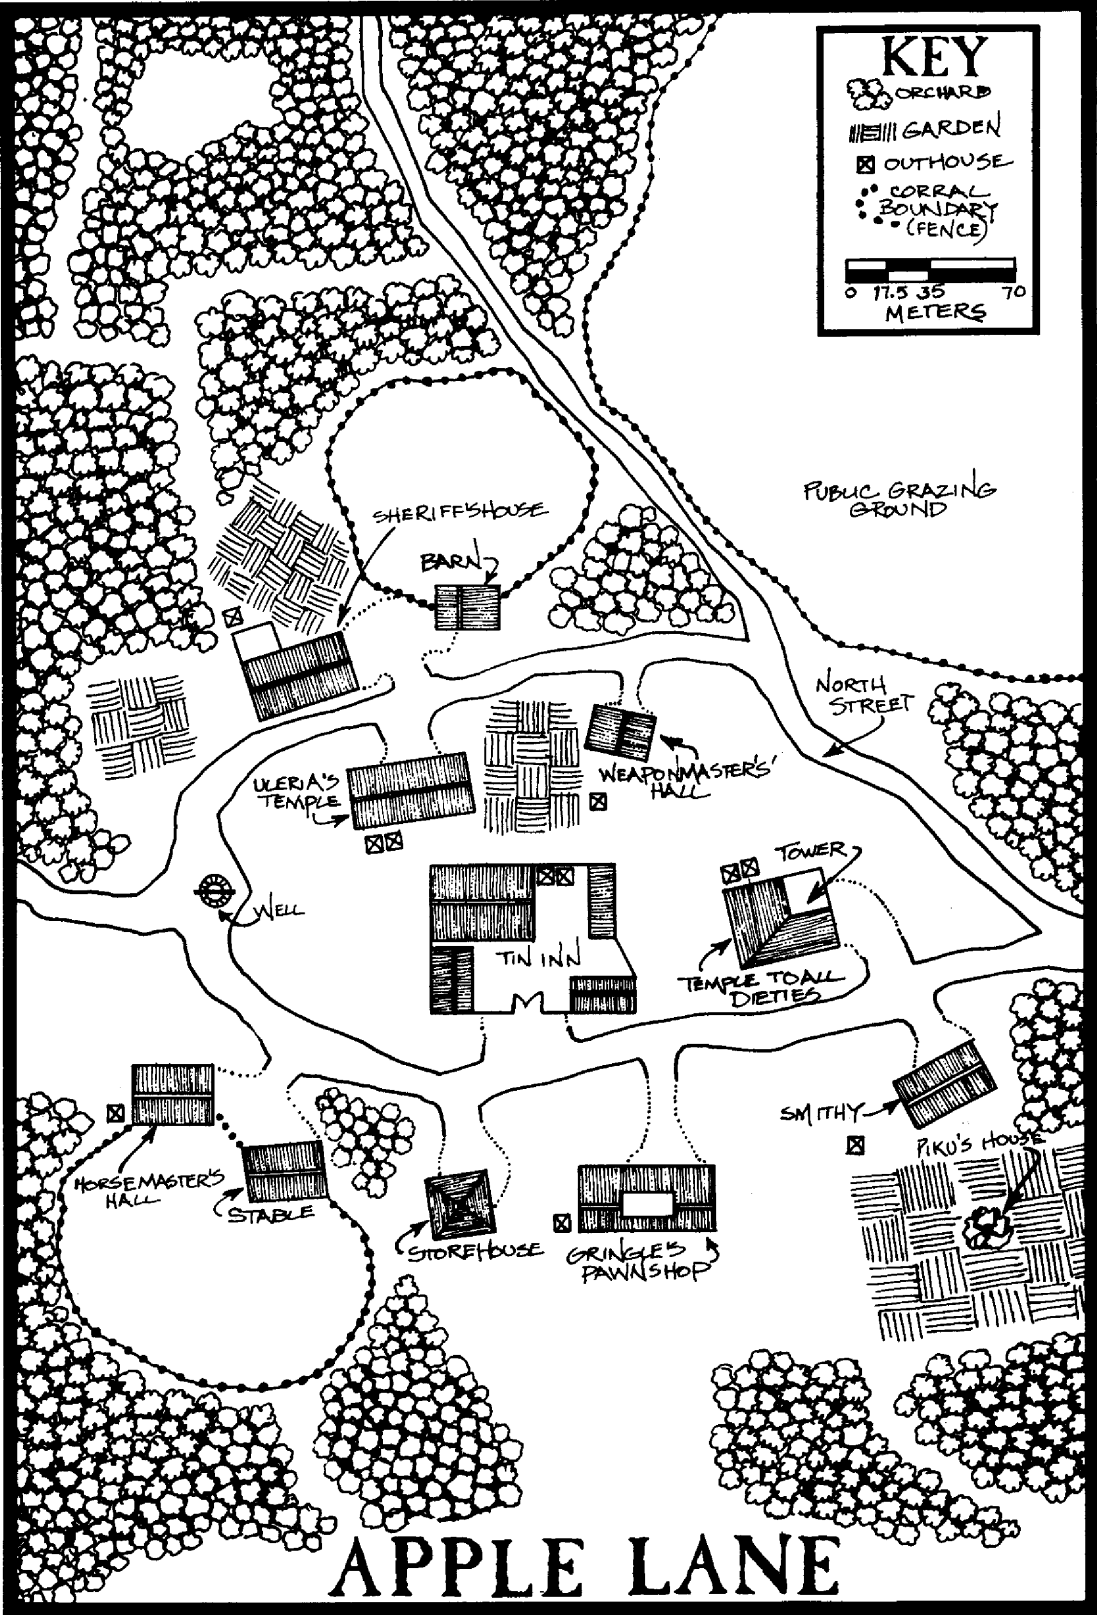 KEY
ORCHARD
GARDEN
OUTHOUSE
CORRAL
BOUNDARY
(FENCE)
0 17.5 35 70
METERS
PUBLIC GRAZING
GROUND
SHERIFF'S HOUSE
BARN
NORTH
STREET
WEAPONMASTER'S'
HALL
ULERIA'S
TEMPLE
WELL
TOWER
TIN INN
TEMPLE TO ALL
DIETIES
SMITHY
PIKU'S HOUSE
HORSEMASTER'S
HALL
STABLE
STOREHOUSE
GRINGLE'S
PAWNSHOP
APPLE LANE